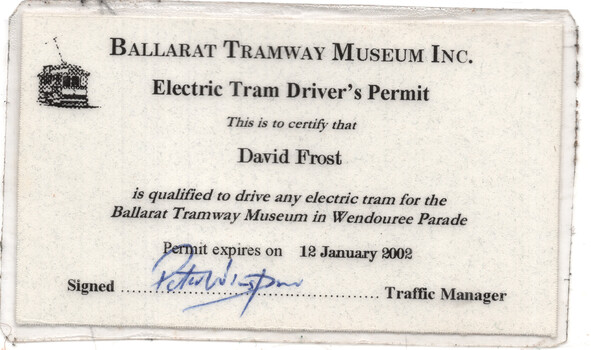 BALLARAT TRAMWAY MUSEUM INC.
Electric Tram Driver's Permit
This is to certify that
David Frost
is qualified to drive any electric tram for the
Ballarat Tramway Museum in Wendouree Parade
Permit expires on 12 January 2002
Signed ........................................ Traffic Manager